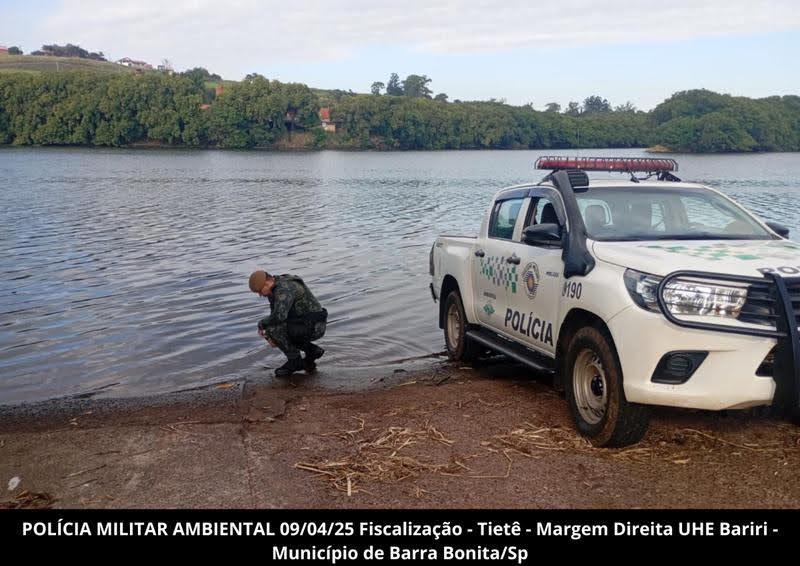 190
POLÍCIA
POLÍCIA MILITAR AMBIENTAL 09/04/25 Fiscalização - Tietê - Margem Direita UHE Bariri -
Município de Barra Bonita/Sp